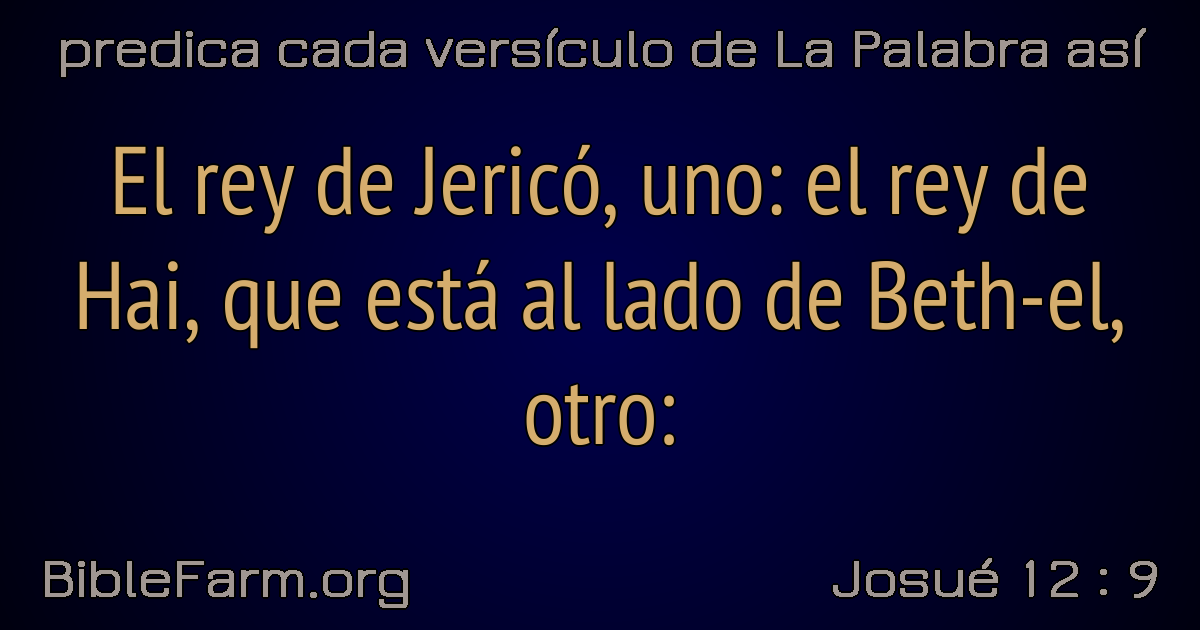 predica cada versículo de La Palabra así
El rey de Jericó, uno: el rey de
Hai, que está al lado de Beth-el,
otro:
BibleFarm.org
Josué 12 : 9